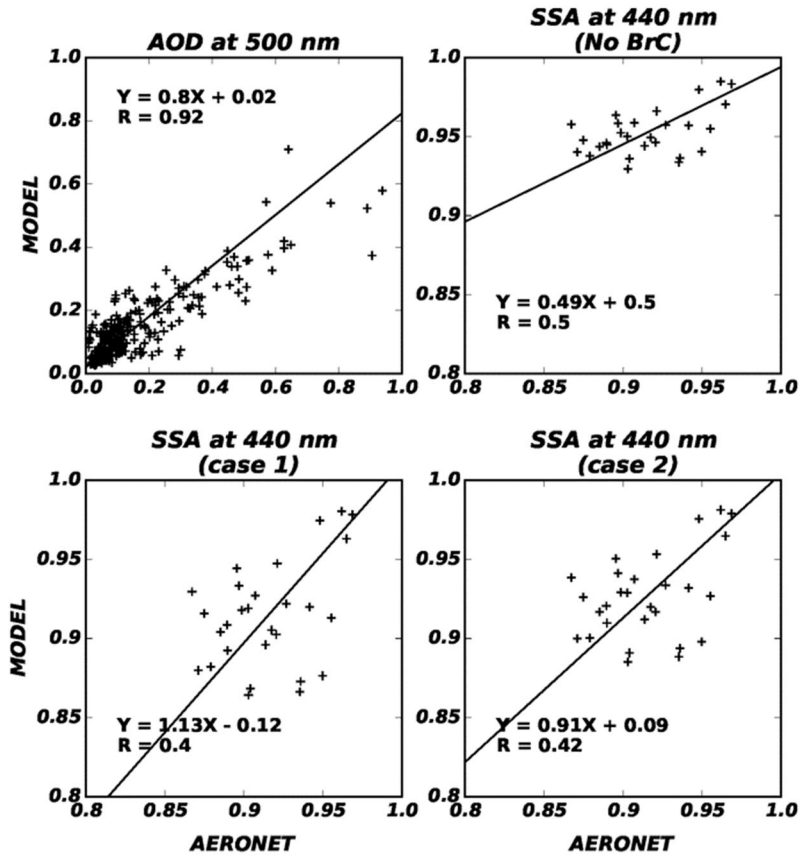 AOD at 500 nm
1.0
0.8
0.6
0.4
0.2
0.0
Y = 0.8X + 0.02
R = 0.92
MODEL
0.0 0.2 0.4 0.6 0.8 1.0
SSA at 440 nm
(No BrC)
1.0
0.95
0.9
0.85
0.8
Y = 0.49X + 0.5
R = 0.5
0.8 0.85 0.9 0.95 1.0
SSA at 440 nm
(case 1)
1.0
0.95
0.9
0.85
0.8
MODEL
Y = 1.13X - 0.12
R = 0.4
0.8 0.85 0.9 0.95 1.0
AERONET
SSA at 440 nm
(case 2)
1.0
0.95
0.9
0.85
0.8
Y = 0.91X + 0.09
R = 0.42
0.8 0.85 0.9 0.95 1.0
AERONET